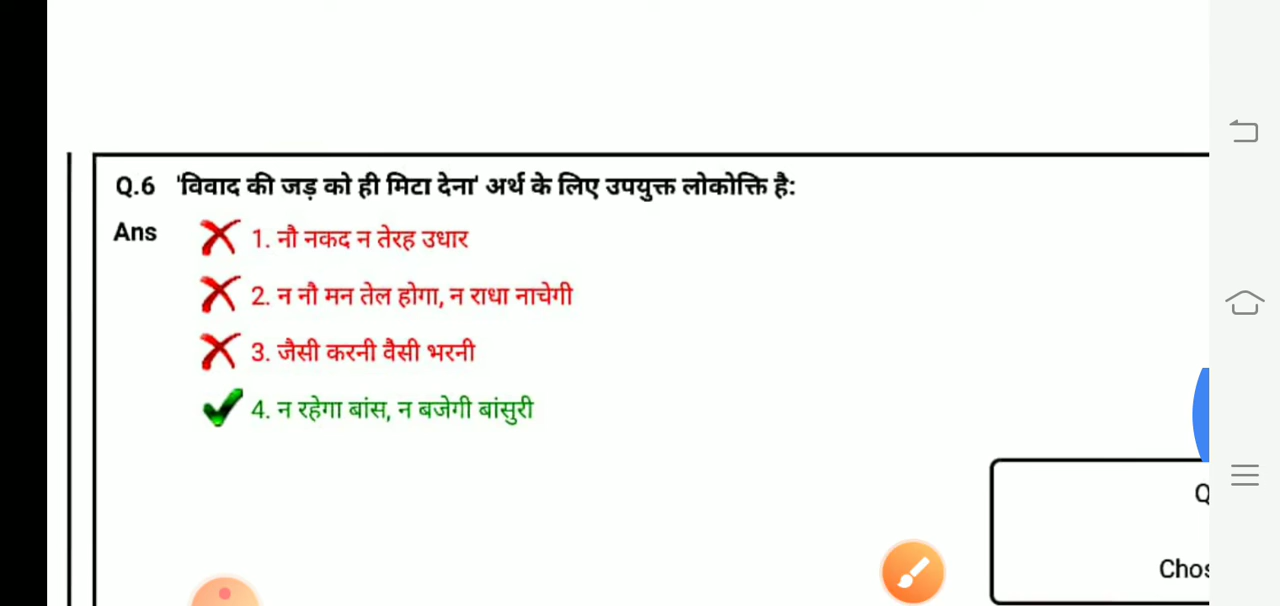 Q.6 'विवाद की जड़ को ही मिटा देना' अर्थ के लिए उपयुक्त लोकोक्ति है:
Ans 1. नौ नकद न तेरह उधार
2. न नौ मन तेल होगा, न राधा नाचेगी
3. जैसी करनी वैसी भरनी
4. न रहेगा बांस, न बजेगी बांसुरी
Q
Chos